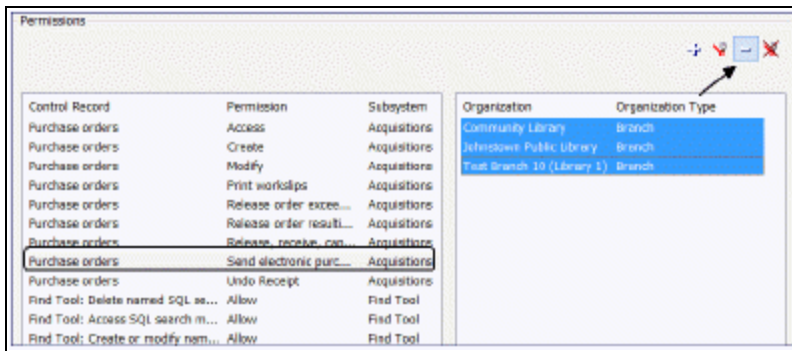 Permissions
Control Record Permission Subsystem
Purchase orders Access Acquisitions
Purchase orders Create Acquisitions
Purchase orders Modify Acquisitions
Purchase orders Print workslips Acquisitions
Purchase orders Release order excee... Acquisitions
Purchase orders Release order resulti... Acquisitions
Purchase orders Release, receive, can... Acquisitions
Purchase orders Send electronic purc... Acquisitions
Purchase orders Undo Receipt Acquisitions
Find Tool: Delete named SQL se... Allow Find Tool
Find Tool: Access SQL search m... Allow Find Tool
Find Tool: Create or modify nam... Allow Find Tool
Organization Organization Type
Community Library Branch
Johnstown Public Library Branch
Test Branch 10 (Library 1) Branch